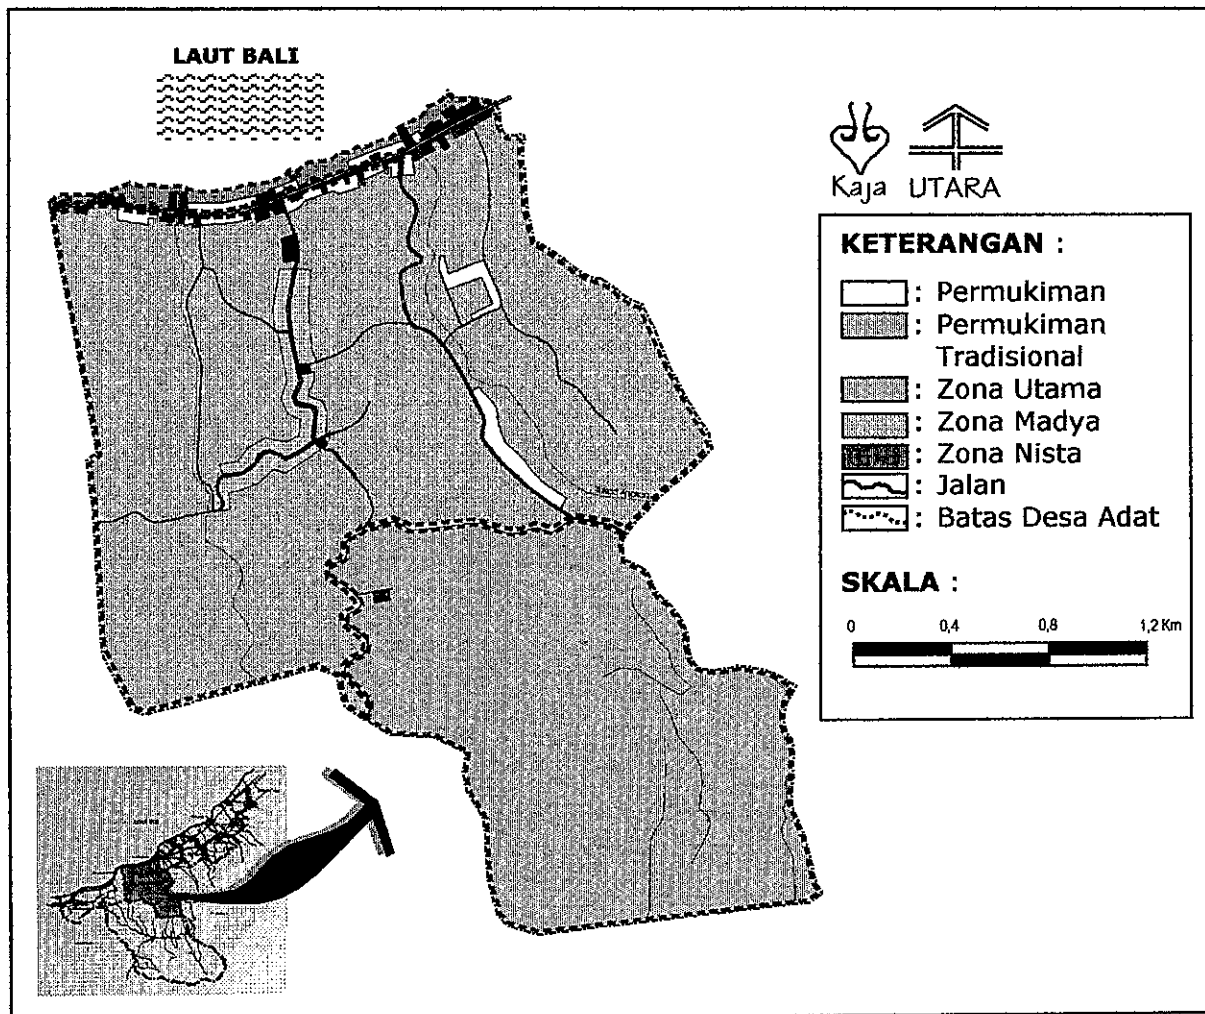 LAUT BALI
Kaja UTARA
KETERANGAN :
: Permukiman
: Permukiman
Tradisional
: Zona Utama
: Zona Madya
: Zona Nista
: Jalan
: Batas Desa Adat
SKALA :
0 0,4 0,8 1,2 Km